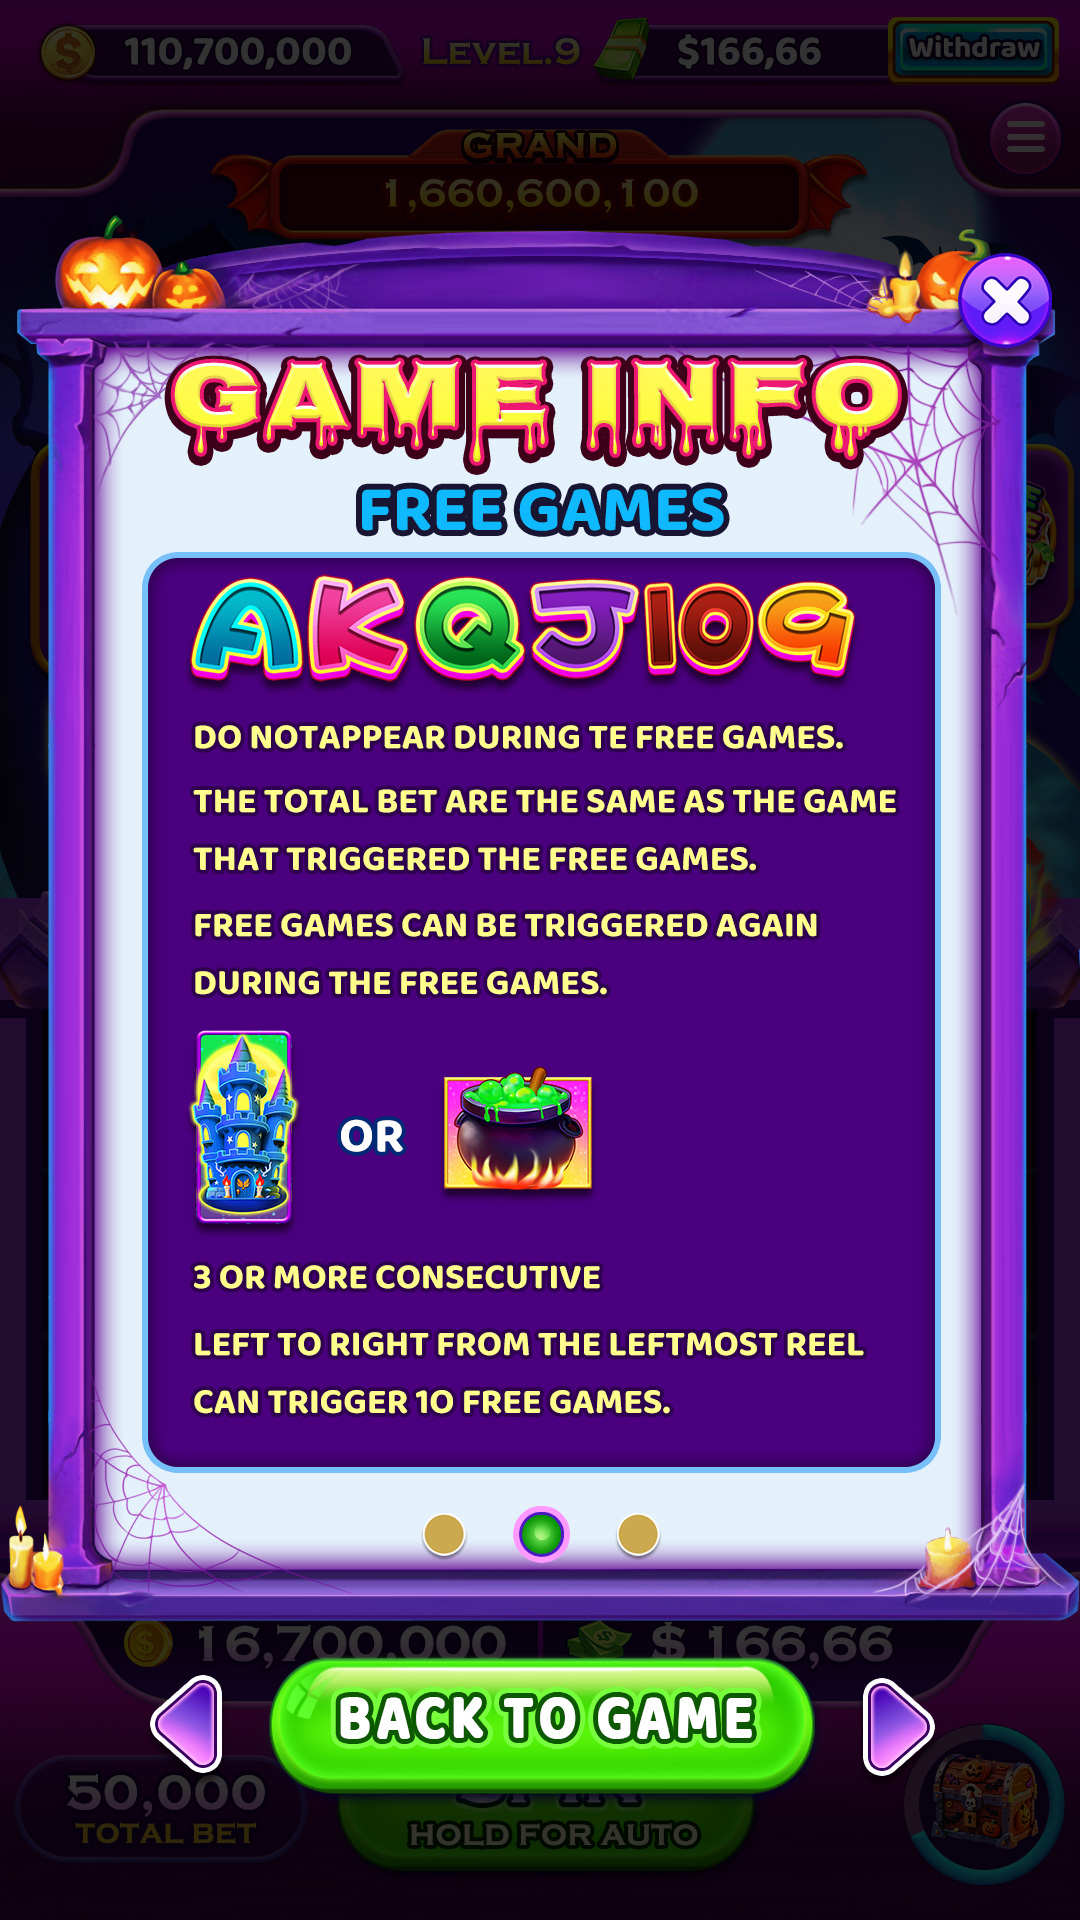 110,700,000
LEVEL.9
$166,66
Withdraw
GRAND
1,660,600,100
GAME INFO
FREE GAMES
A K Q J 10 9
DO NOTAPPEAR DURING TE FREE GAMES.
THE TOTAL BET ARE THE SAME AS THE GAME
THAT TRIGGERED THE FREE GAMES.
FREE GAMES CAN BE TRIGGERED AGAIN
DURING THE FREE GAMES.
OR
3 OR MORE CONSECUTIVE
LEFT TO RIGHT FROM THE LEFTMOST REEL
CAN TRIGGER 10 FREE GAMES.
16,700,000
$ 166,66
BACK TO GAME
50,000
TOTAL BET
SPIN
HOLD FOR AUTO